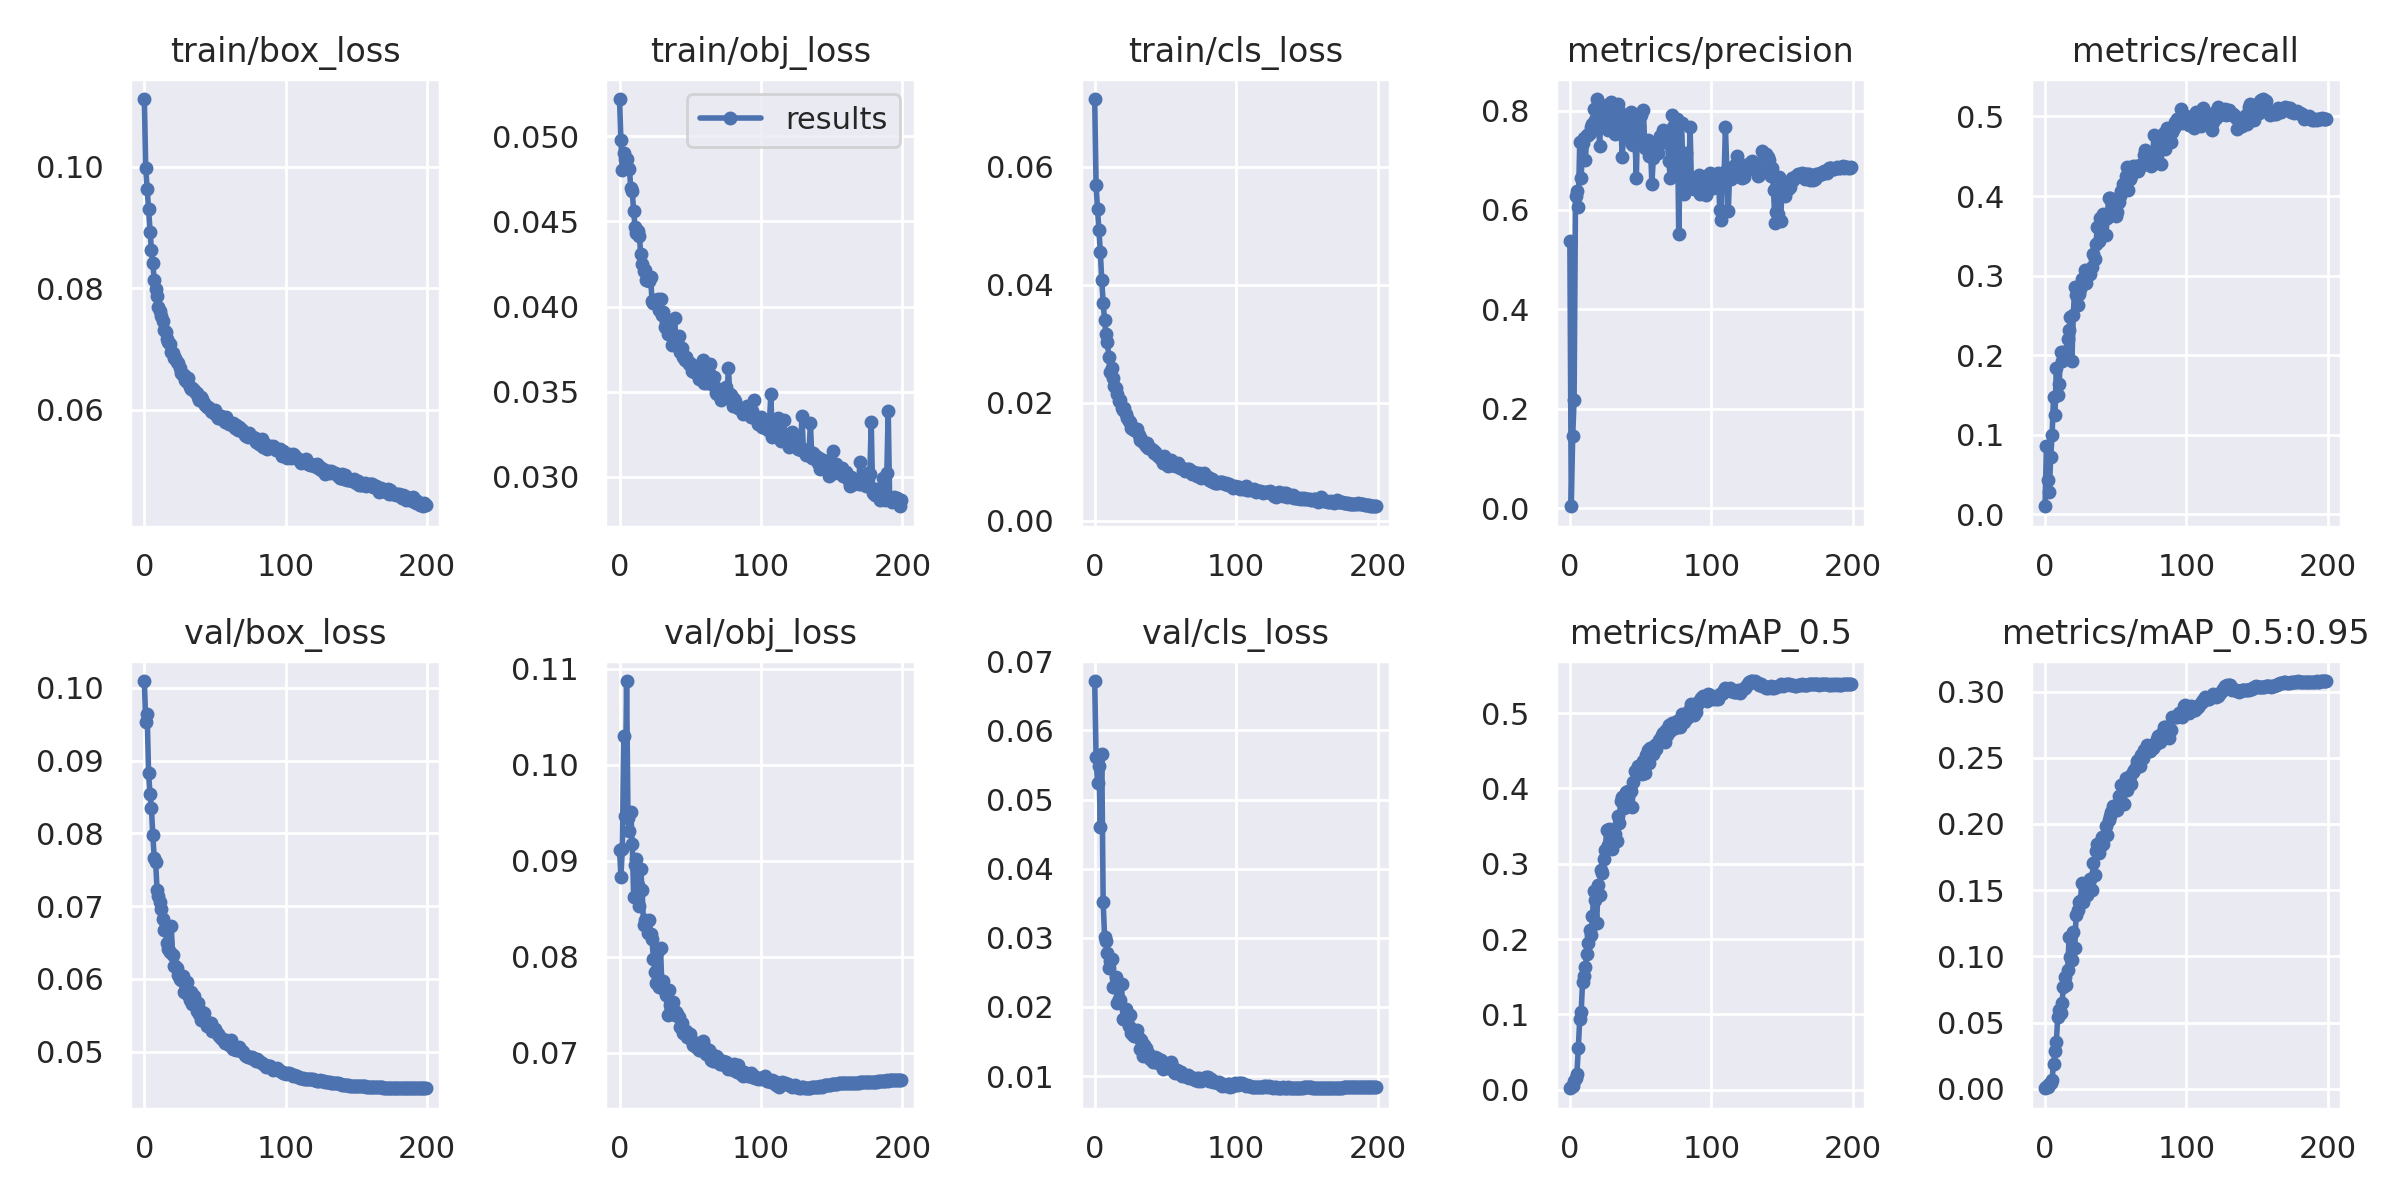 train/box_loss
train/obj_loss
train/cls_loss
metrics/precision
metrics/recall
0.10
0.08
0.06
0 100 200
results
0.050
0.045
0.040
0.035
0.030
0 100 200
0.06
0.04
0.02
0.00
0 100 200
0.8
0.6
0.4
0.2
0.0
0 100 200
0.5
0.4
0.3
0.2
0.1
0.0
0 100 200
val/box_loss
val/obj_loss
val/cls_loss
metrics/mAP_0.5
metrics/mAP_0.5:0.95
0.10
0.09
0.08
0.07
0.06
0.05
0 100 200
0.11
0.10
0.09
0.08
0.07
0 100 200
0.07
0.06
0.05
0.04
0.03
0.02
0.01
0 100 200
0.5
0.4
0.3
0.2
0.1
0.0
0 100 200
0.30
0.25
0.20
0.15
0.10
0.05
0.00
0 100 200